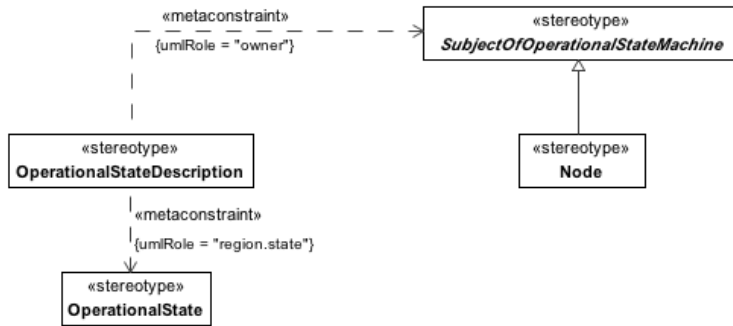 «metaconstraint»
{umlRole = "owner"}
«stereotype»
SubjectOfOperationalStateMachine
«stereotype»
OperationalStateDescription
«stereotype»
Node
«metaconstraint»
{umlRole = "region.state"}
«stereotype»
OperationalState